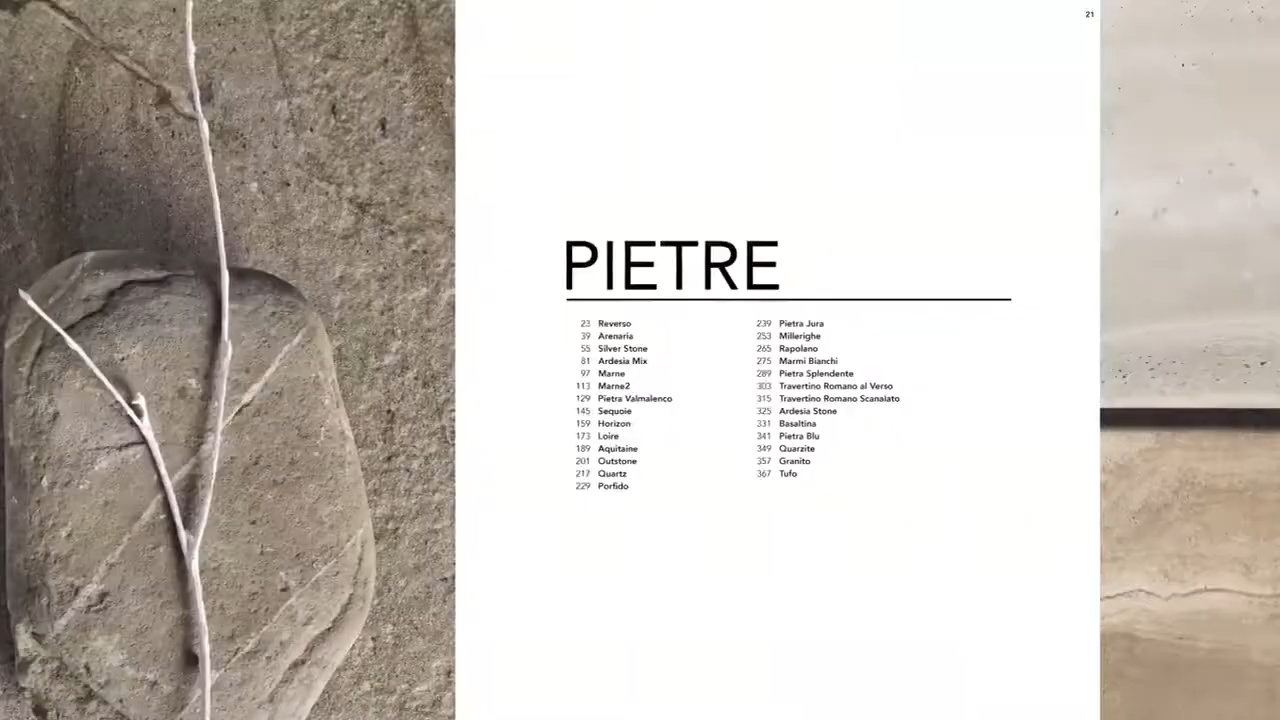 21
PIETRE
23 Reverso
39 Arenaria
55 Silver Stone
81 Ardesia Mix
97 Marne
113 Marne2
129 Pietra Valmalenco
145 Sequoie
159 Horizon
173 Loire
189 Aquitaine
201 Outstone
217 Quartz
229 Porfido
239 Pietra Jura
253 Millerighe
265 Rapolano
275 Marmi Bianchi
289 Pietra Splendente
303 Travertino Romano al Verso
315 Travertino Romano Scanalato
325 Ardesia Stone
331 Basaltina
341 Pietra Blu
349 Quarzite
357 Granito
367 Tufo